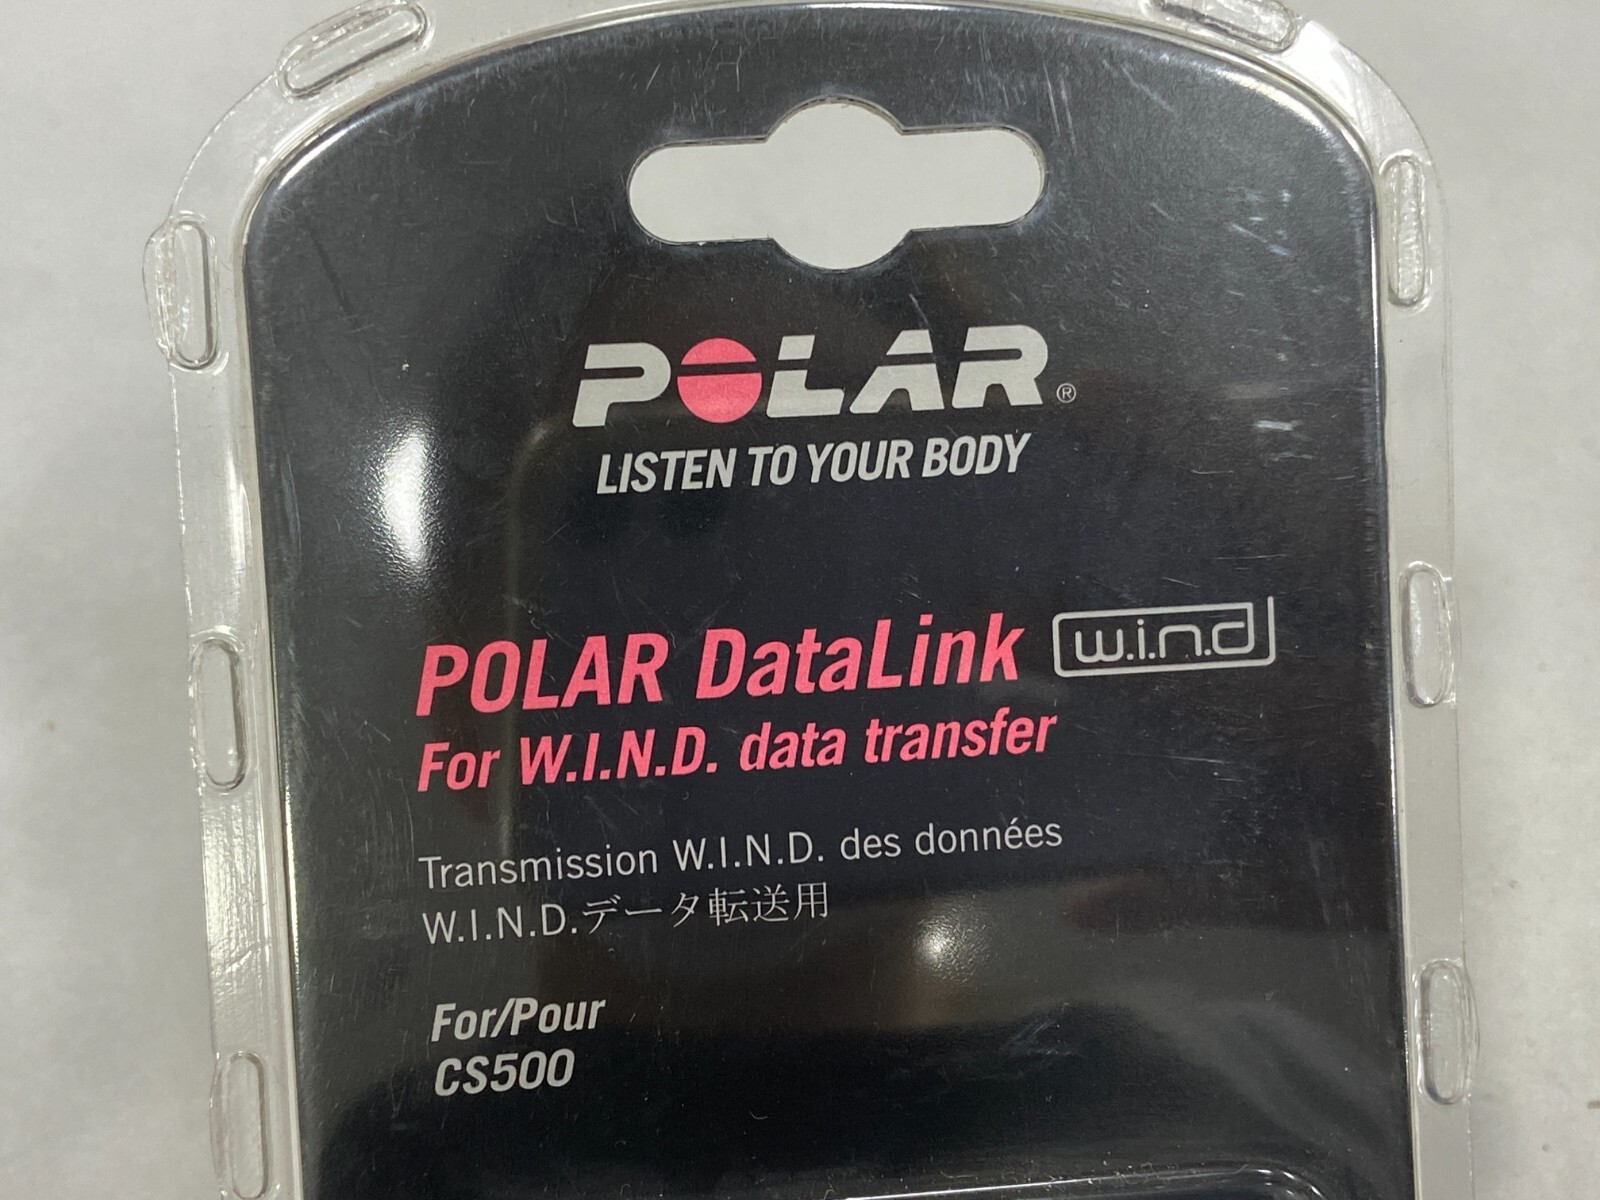 POLAR®
LISTEN TO YOUR BODY
POLAR DataLink w.i.n.d
For W.I.N.D. data transfer
Transmission W.I.N.D. des données
W.I.N.D.データ転送用
For/Pour
CS500